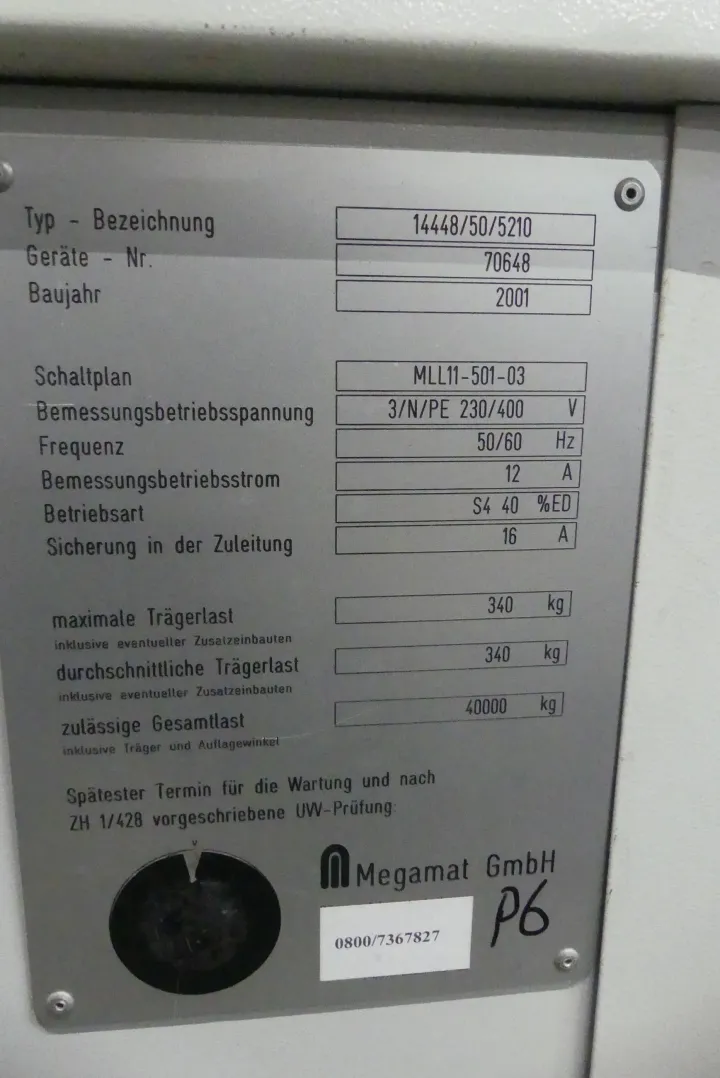 Typ - Bezeichnung 14448/50/5210
Geräte - Nr. 70648
Baujahr 2001
Schaltplan MLL11-501-03
Bemessungsbetriebsspannung 3/N/PE 230/400 V
Frequenz 50/60 Hz
Bemessungsbetriebsstrom 12 A
Betriebsart S4 40 %ED
Sicherung in der Zuleitung 16 A
maximale Trägerlast 340 kg
inklusive eventueller Zusatzeinbauten
durchschnittliche Trägerlast 340 kg
inklusive eventueller Zusatzeinbauten
zulässige Gesamtlast 40000 kg
inklusive Träger und Auflagewinkel
Spätester Termin für die Wartung und nach
ZH 1/428 vorgeschriebene UVV-Prüfung:
Megamat GmbH
0800/7367827
P6